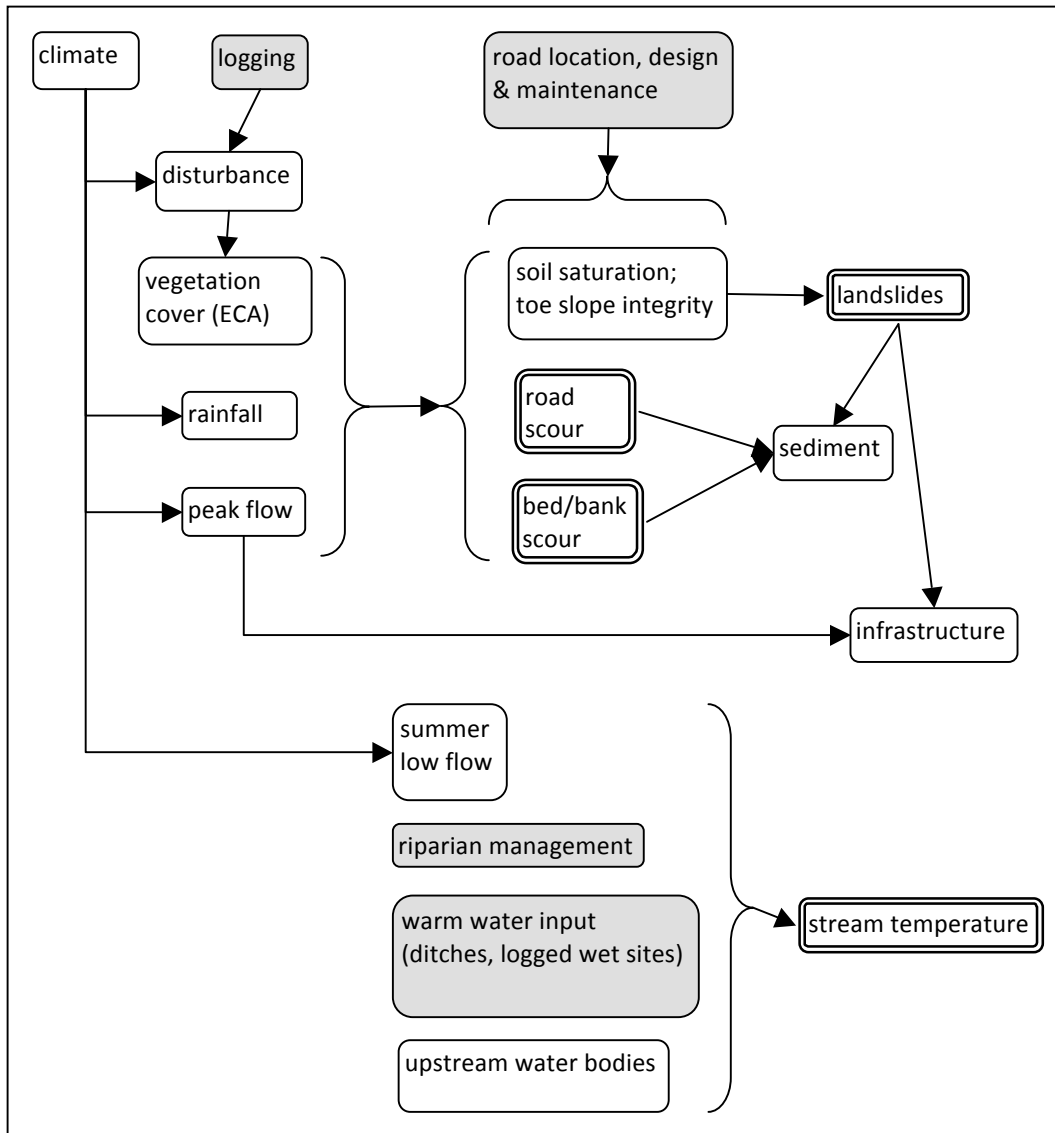 climate
logging
road location, design
& maintenance
disturbance
vegetation
cover (ECA)
soil saturation;
toe slope integrity
landslides
rainfall
road
scour
sediment
peak flow
bed/bank
scour
infrastructure
summer
low flow
riparian management
warm water input
(ditches, logged wet sites)
stream temperature
upstream water bodies